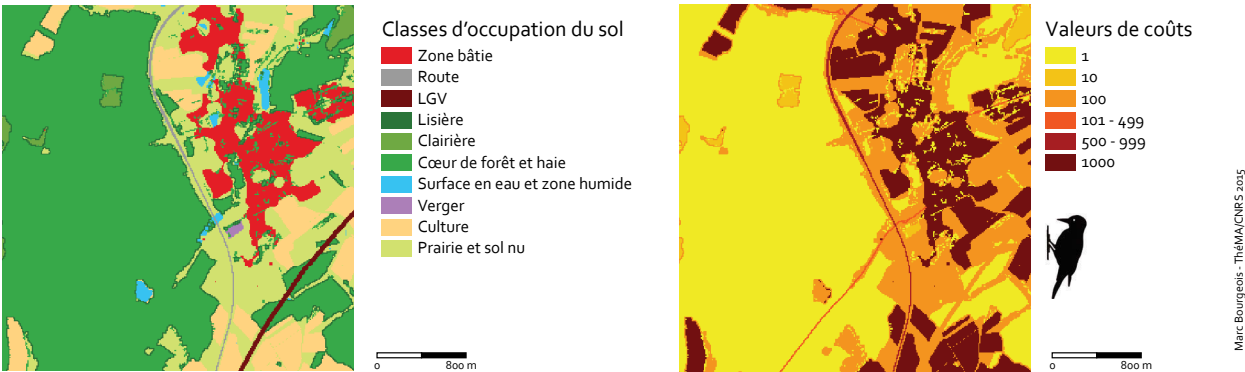 Classes d'occupation du sol
Zone bâtie
Route
LGV
Lisière
Clairière
Cœur de forêt et haie
Surface en eau et zone humide
Verger
Culture
Prairie et sol nu
0 800 m
Valeurs de coûts
1
10
100
101 - 499
500 - 999
1000
0 800 m
Marc Bourgeois - ThéMA/CNRS 2015